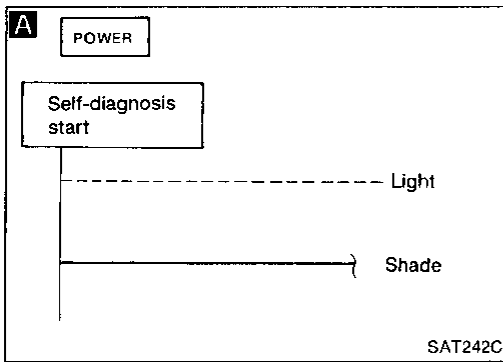 A
POWER
Self-diagnosis
start
Light
Shade
SAT242C